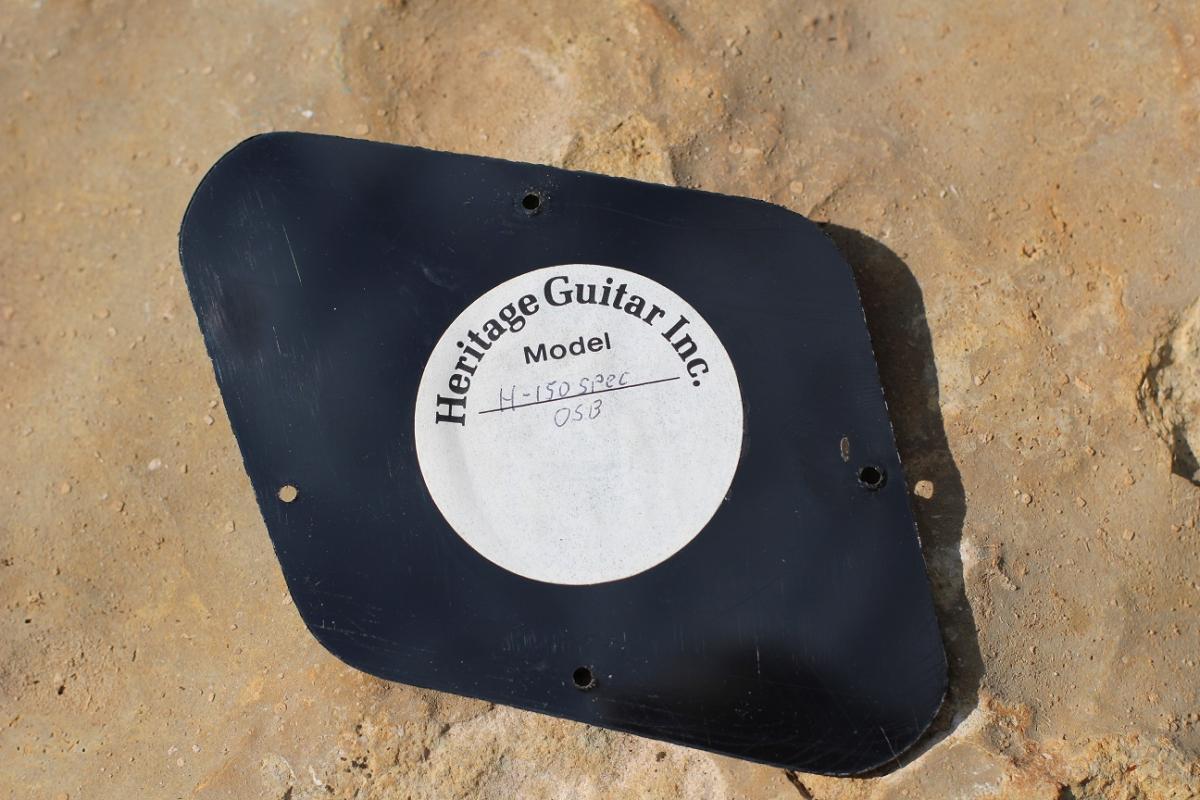 Heritage Guitar Inc.
Model
H-150 spec
OSB